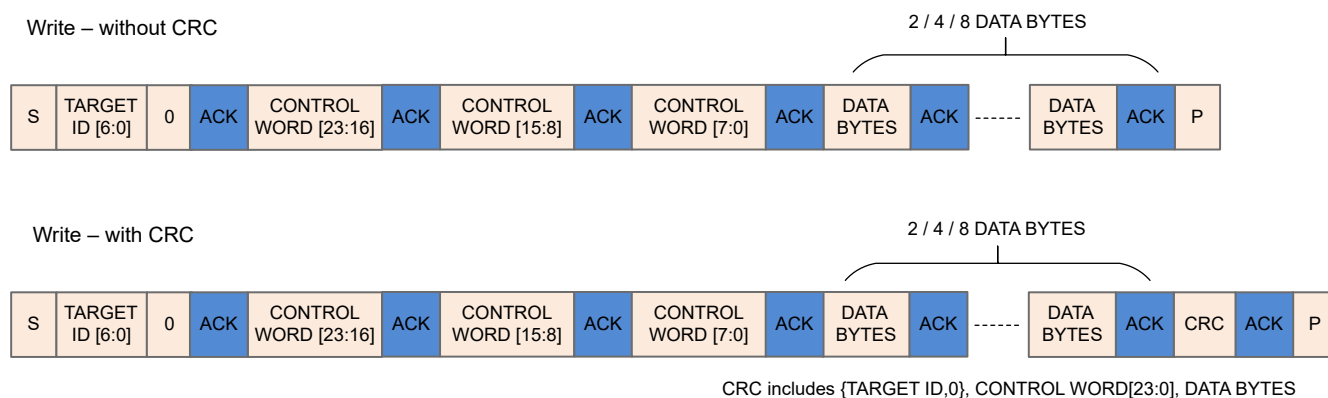 Write – without CRC
2 / 4 / 8 DATA BYTES
S TARGET ID [6:0] 0 ACK CONTROL WORD [23:16] ACK CONTROL WORD [15:8] ACK CONTROL WORD [7:0] ACK DATA BYTES ACK ------ DATA BYTES ACK P
Write – with CRC
2 / 4 / 8 DATA BYTES
S TARGET ID [6:0] 0 ACK CONTROL WORD [23:16] ACK CONTROL WORD [15:8] ACK CONTROL WORD [7:0] ACK DATA BYTES ACK ------ DATA BYTES ACK CRC ACK P
CRC includes {TARGET ID,0}, CONTROL WORD[23:0], DATA BYTES